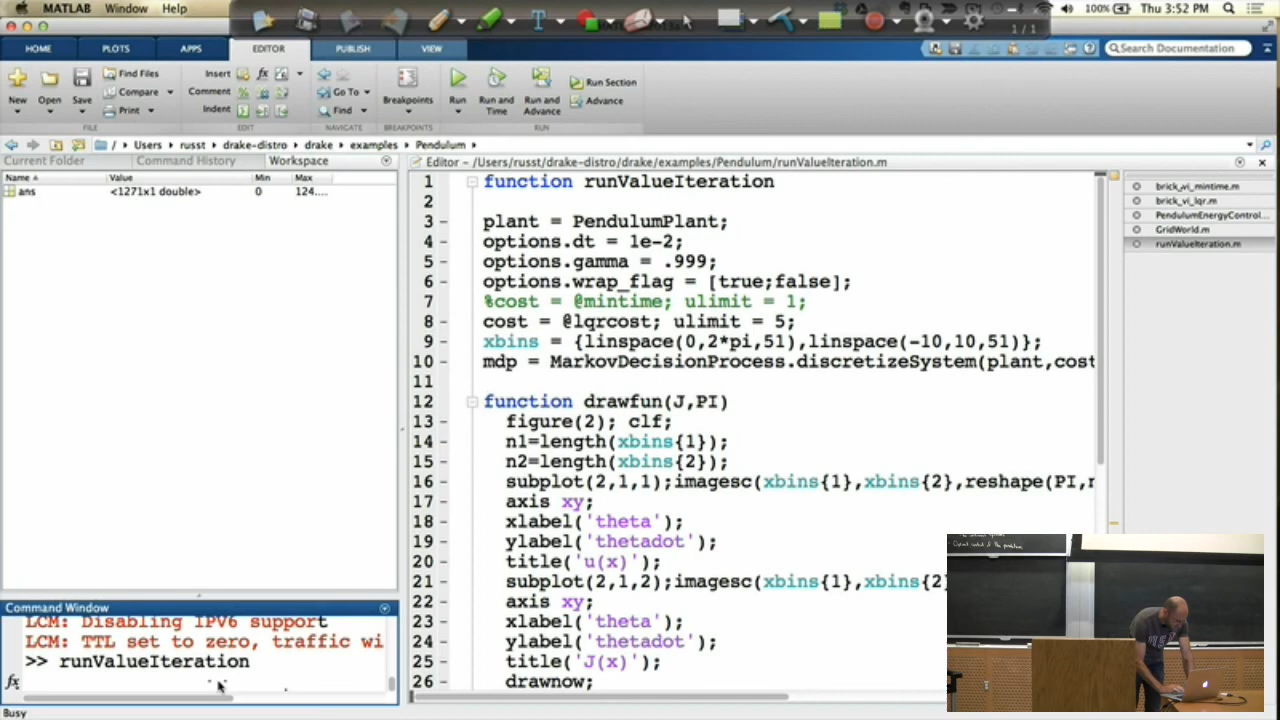 MATLAB Window Help
100% Thu 3:52 PM
1 / 1
HOME PLOTS APPS EDITOR PUBLISH VIEW
Search Documentation
New Open Save Find Files Compare Print
Insert Comment Indent
Go To Find
Breakpoints
Run Run and Time Run and Advance Run Section Advance
FILE EDIT NAVIGATE BREAKPOINTS RUN
/ Users russt drake-distro drake examples Pendulum
Current Folder Command History Workspace
Name Value Min Max
ans <1271x1 double> 0 124....
Editor - /Users/russt/drake-distro/drake/examples/Pendulum/runValueIteration.m
1 function runValueIteration
2
3 plant = PendulumPlant;
4 options.dt = 1e-2;
5 options.gamma = .999;
6 options.wrap_flag = [true;false];
7 %cost = @mintime; ulimit = 1;
8 cost = @lqrcost; ulimit = 5;
9 xbins = {linspace(0,2*pi,51),linspace(-10,10,51)};
10 mdp = MarkovDecisionProcess.discretizeSystem(plant,cost
11
12 function drawfun(J,PI)
13 figure(2); clf;
14 n1=length(xbins{1});
15 n2=length(xbins{2});
16 subplot(2,1,1);imagesc(xbins{1},xbins{2},reshape(PI,n
17 axis xy;
18 xlabel('theta');
19 ylabel('thetadot');
20 title('u(x)');
21 subplot(2,1,2);imagesc(xbins{1},xbins{2}
22 axis xy;
23 xlabel('theta');
24 ylabel('thetadot');
25 title('J(x)');
26 drawnow;
brick_vi_mintime.m
brick_vi_lqr.m
PendulumEnergyControl...
GridWorld.m
runValueIteration.m
Command Window
LCM: Disabling IPV6 support
LCM: TTL set to zero, traffic wi
>> runValueIteration
fx
Busy